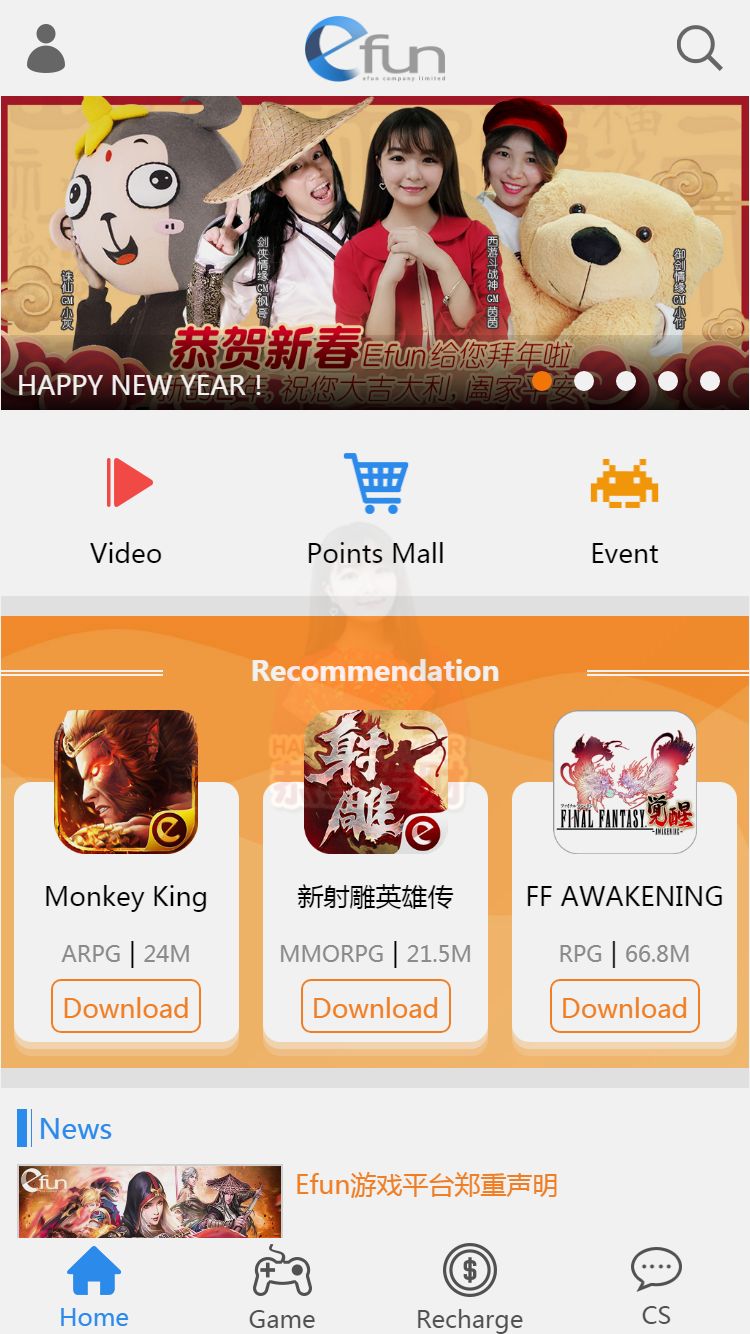 efun
efun company limited
诛仙GM小灰
剑侠情缘GM枫哥
西游斗战神GM茵茵
御剑情缘GM小竹
恭贺新春Efun给您拜年啦
祝您大吉大利,阖家平安
HAPPY NEW YEAR !
Video
Points Mall
Event
Recommendation
射雕
FINAL FANTASY 覚醒
-AWAKENING-
Monkey King
新射雕英雄传
FF AWAKENING
ARPG | 24M
MMORPG | 21.5M
RPG | 66.8M
Download
Download
Download
News
efun
Efun游戏平台郑重声明
Home
Game
Recharge
CS